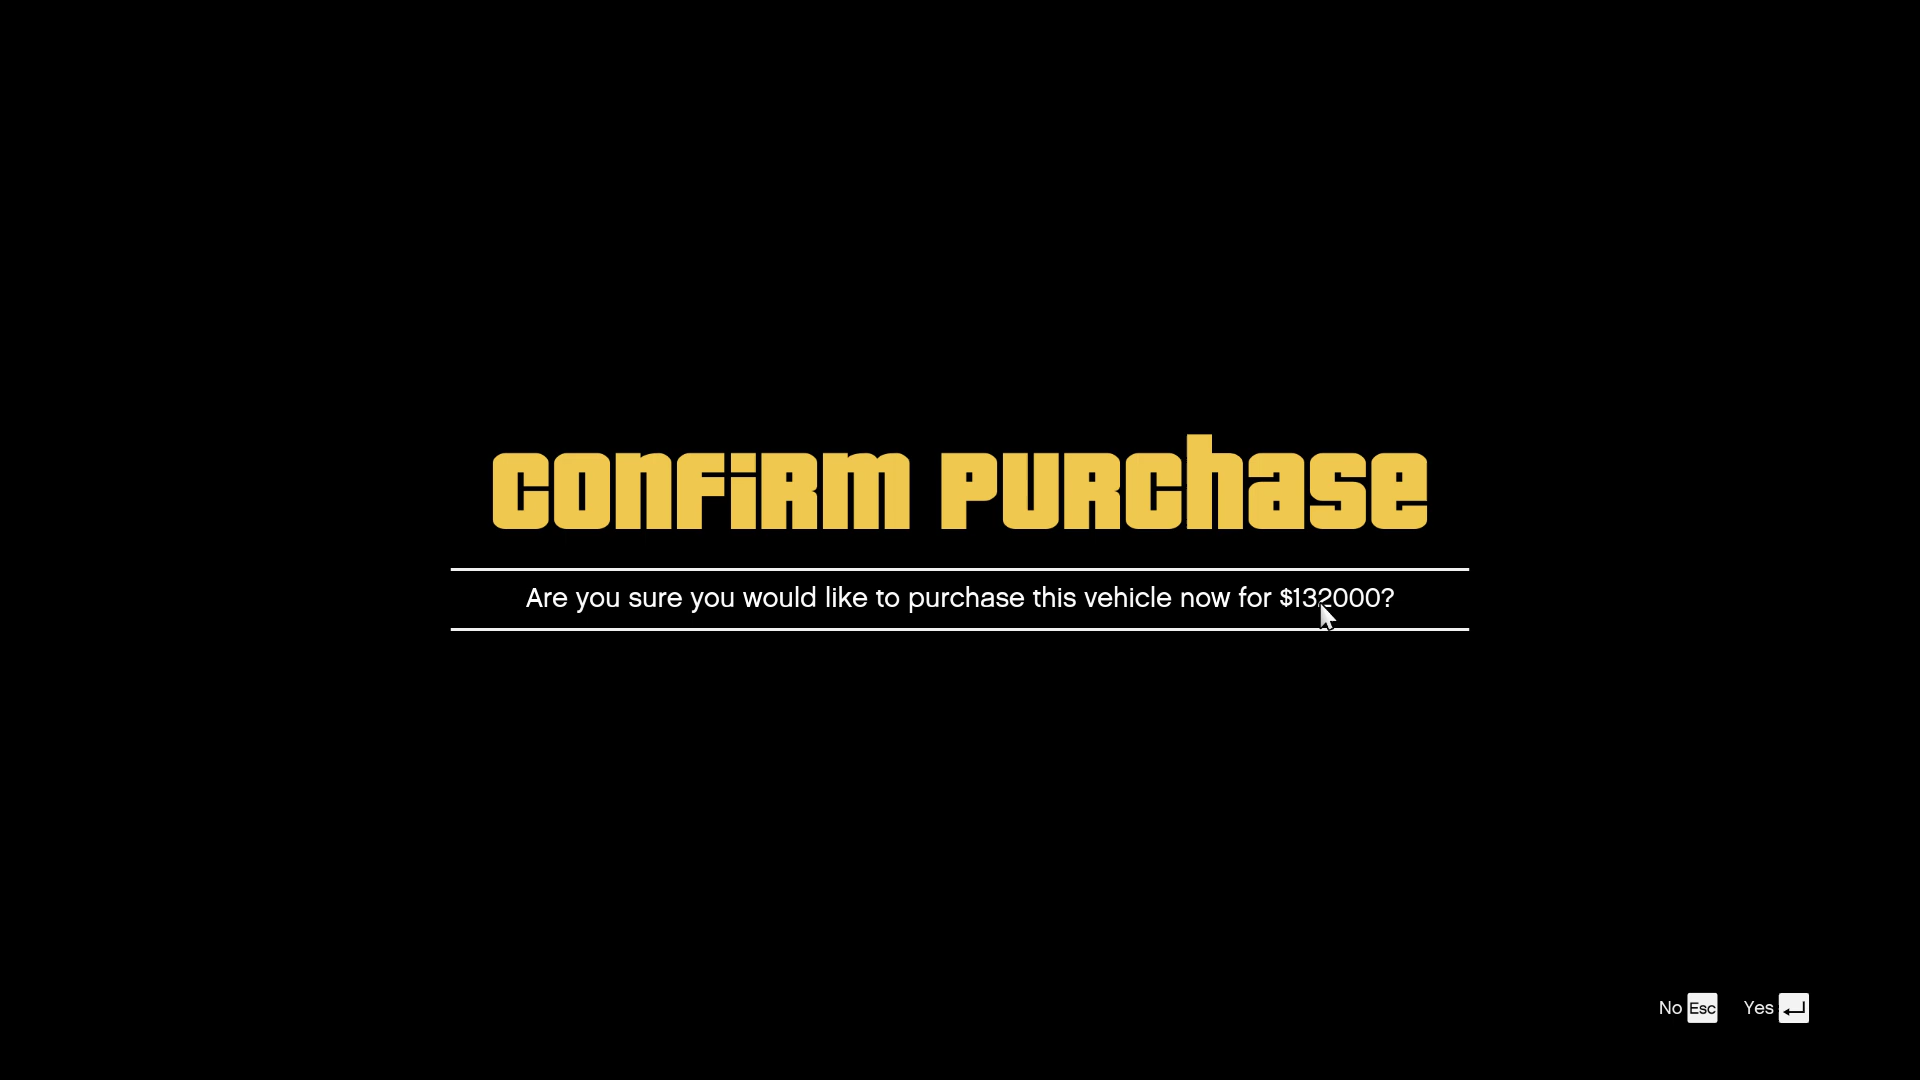 confirm purchase
Are you sure you would like to purchase this vehicle now for $132000?
No Esc Yes